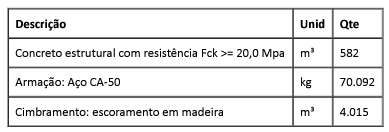 Descrição Unid Qte
Concreto estrutural com resistência Fck >= 20,0 Mpa m³ 582
Armação: Aço CA-50 kg 70.092
Cimbramento: escoramento em madeira m³ 4.015